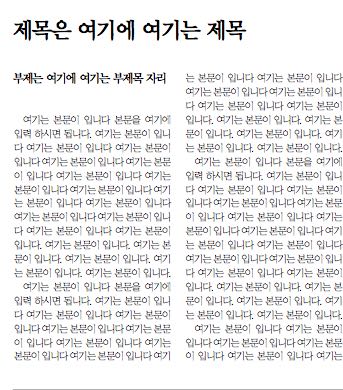 제목은 여기에 여기는 제목
부제는 여기에 여기는 부제목 자리
여기는 본문이 입니다 본문을 여기에
입력 하시면 됩니다. 여기는 본문이 입니
다 여기는 본문이 입니다 여기는 본문이
입니다 여기는 본문이 입니다 여기는 본문
이 입니다 여기는 본문이 입니다 여기는
본문이 입니다 여기는 본문이 입니다 여기
는 본문이 입니다 여기는 본문이 입니다
여기는 본문이 입니다 여기는 본문이 입니
다 여기는 본문이 입니다. 여기는 본문이
입니다. 여기는 본문이 입니다. 여기는 본
문이 입니다. 여기는 본문이 입니다. 여기
는 본문이 입니다. 여기는 본문이 입니다.
여기는 본문이 입니다 본문을 여기에
입력 하시면 됩니다. 여기는 본문이 입니
다 여기는 본문이 입니다 여기는 본문이
입니다 여기는 본문이 입니다 여기는 본문
이 입니다 여기는 본문이 입니다 여기는
본문이 입니다 여기는 본문이 입니다 여기
는 본문이 입니다 여기는 본문이 입니다
여기는 본문이 입니다 여기는 본문이 입니
다 여기는 본문이 입니다. 여기는 본문이
입니다. 여기는 본문이 입니다. 여기는 본
문이 입니다. 여기는 본문이 입니다. 여기
는 본문이 입니다. 여기는 본문이 입니다.
여기는 본문이 입니다 본문을 여기에
입력 하시면 됩니다. 여기는 본문이 입니
다 여기는 본문이 입니다 여기는 본문이
입니다 여기는 본문이 입니다 여기는 본문
이 입니다 여기는 본문이 입니다 여기는
본문이 입니다 여기는 본문이 입니다 여기
는 본문이 입니다 여기는 본문이 입니다
여기는 본문이 입니다 여기는 본문이 입니
다 여기는 본문이 입니다. 여기는 본문이
입니다. 여기는 본문이 입니다. 여기는 본
문이 입니다. 여기는 본문이 입니다. 여기
는 본문이 입니다. 여기는 본문이 입니다.
여기는 본문이 입니다 여기는 본문이
입니다 여기는 본문이 입니다 여기는 본문
이 입니다 여기는 본문이 입니다 여기는